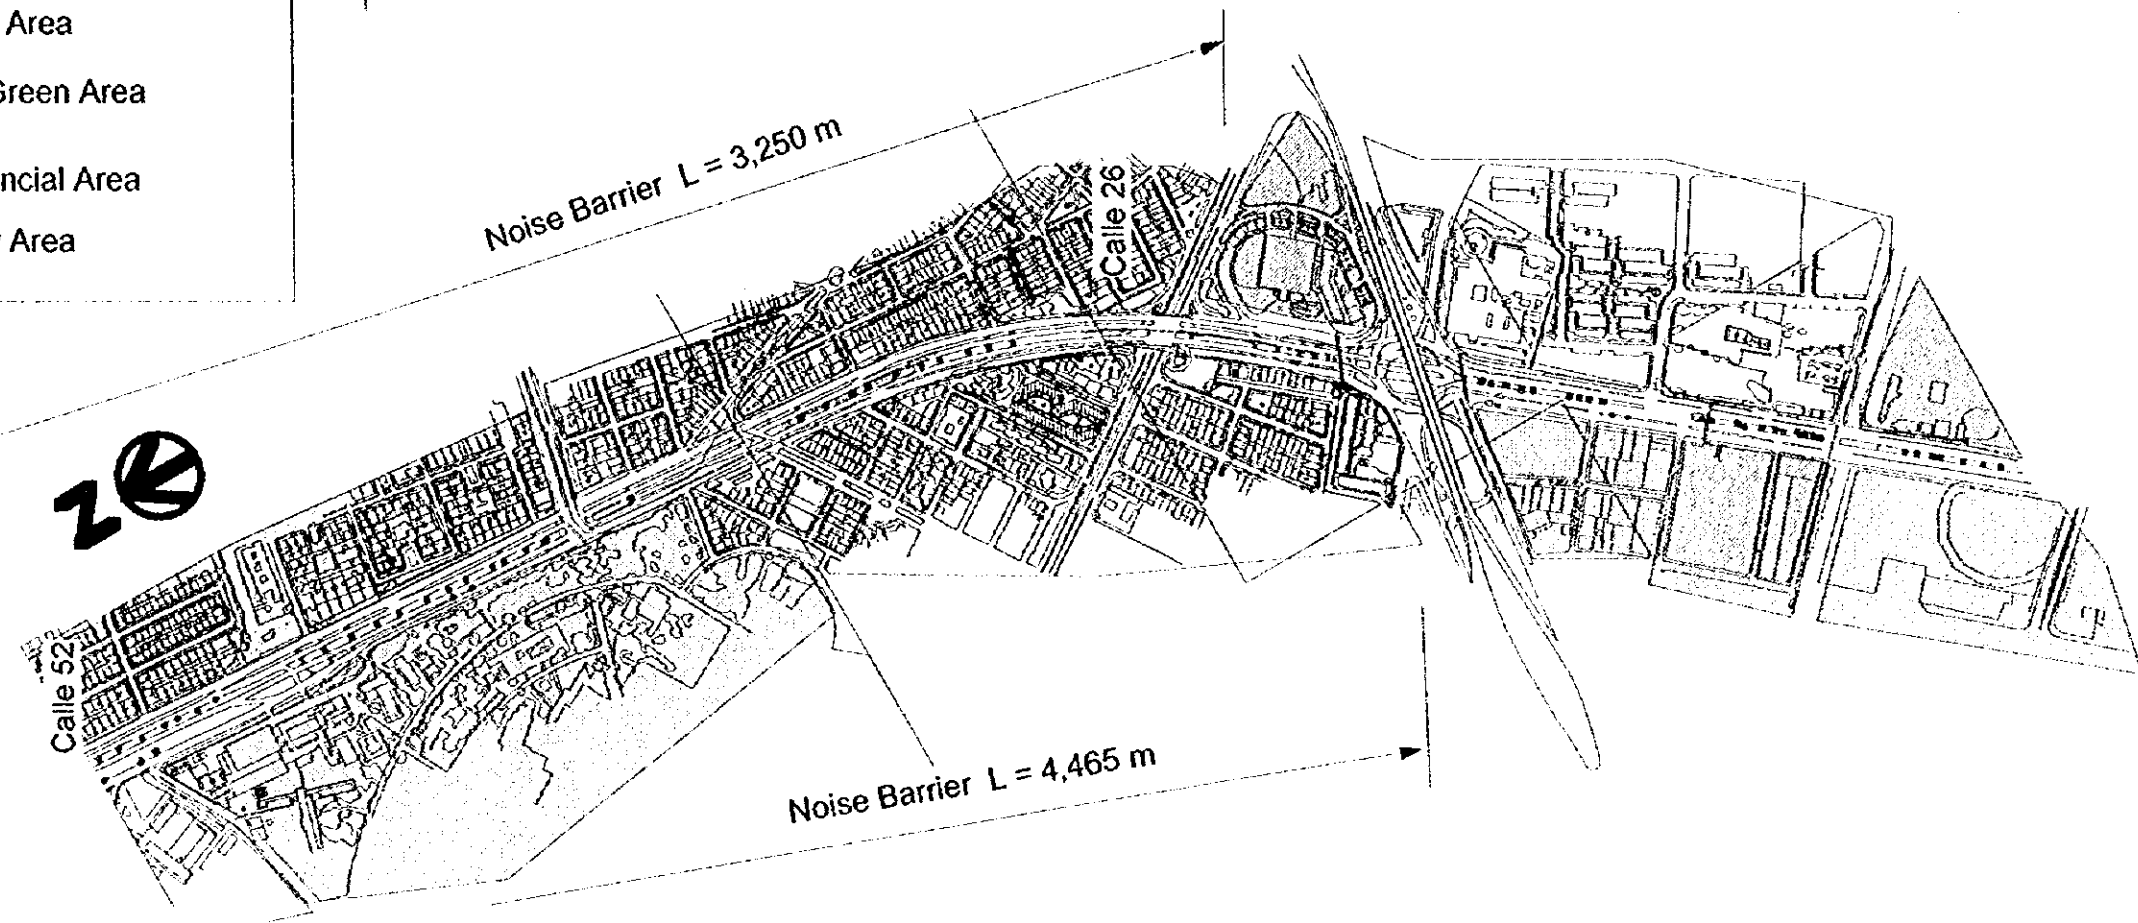 Area
Green Area
ncial Area
Area
Noise Barrier L = 3,250 m
Calle 26
Z
Calle 52
Noise Barrier L = 4,465 m